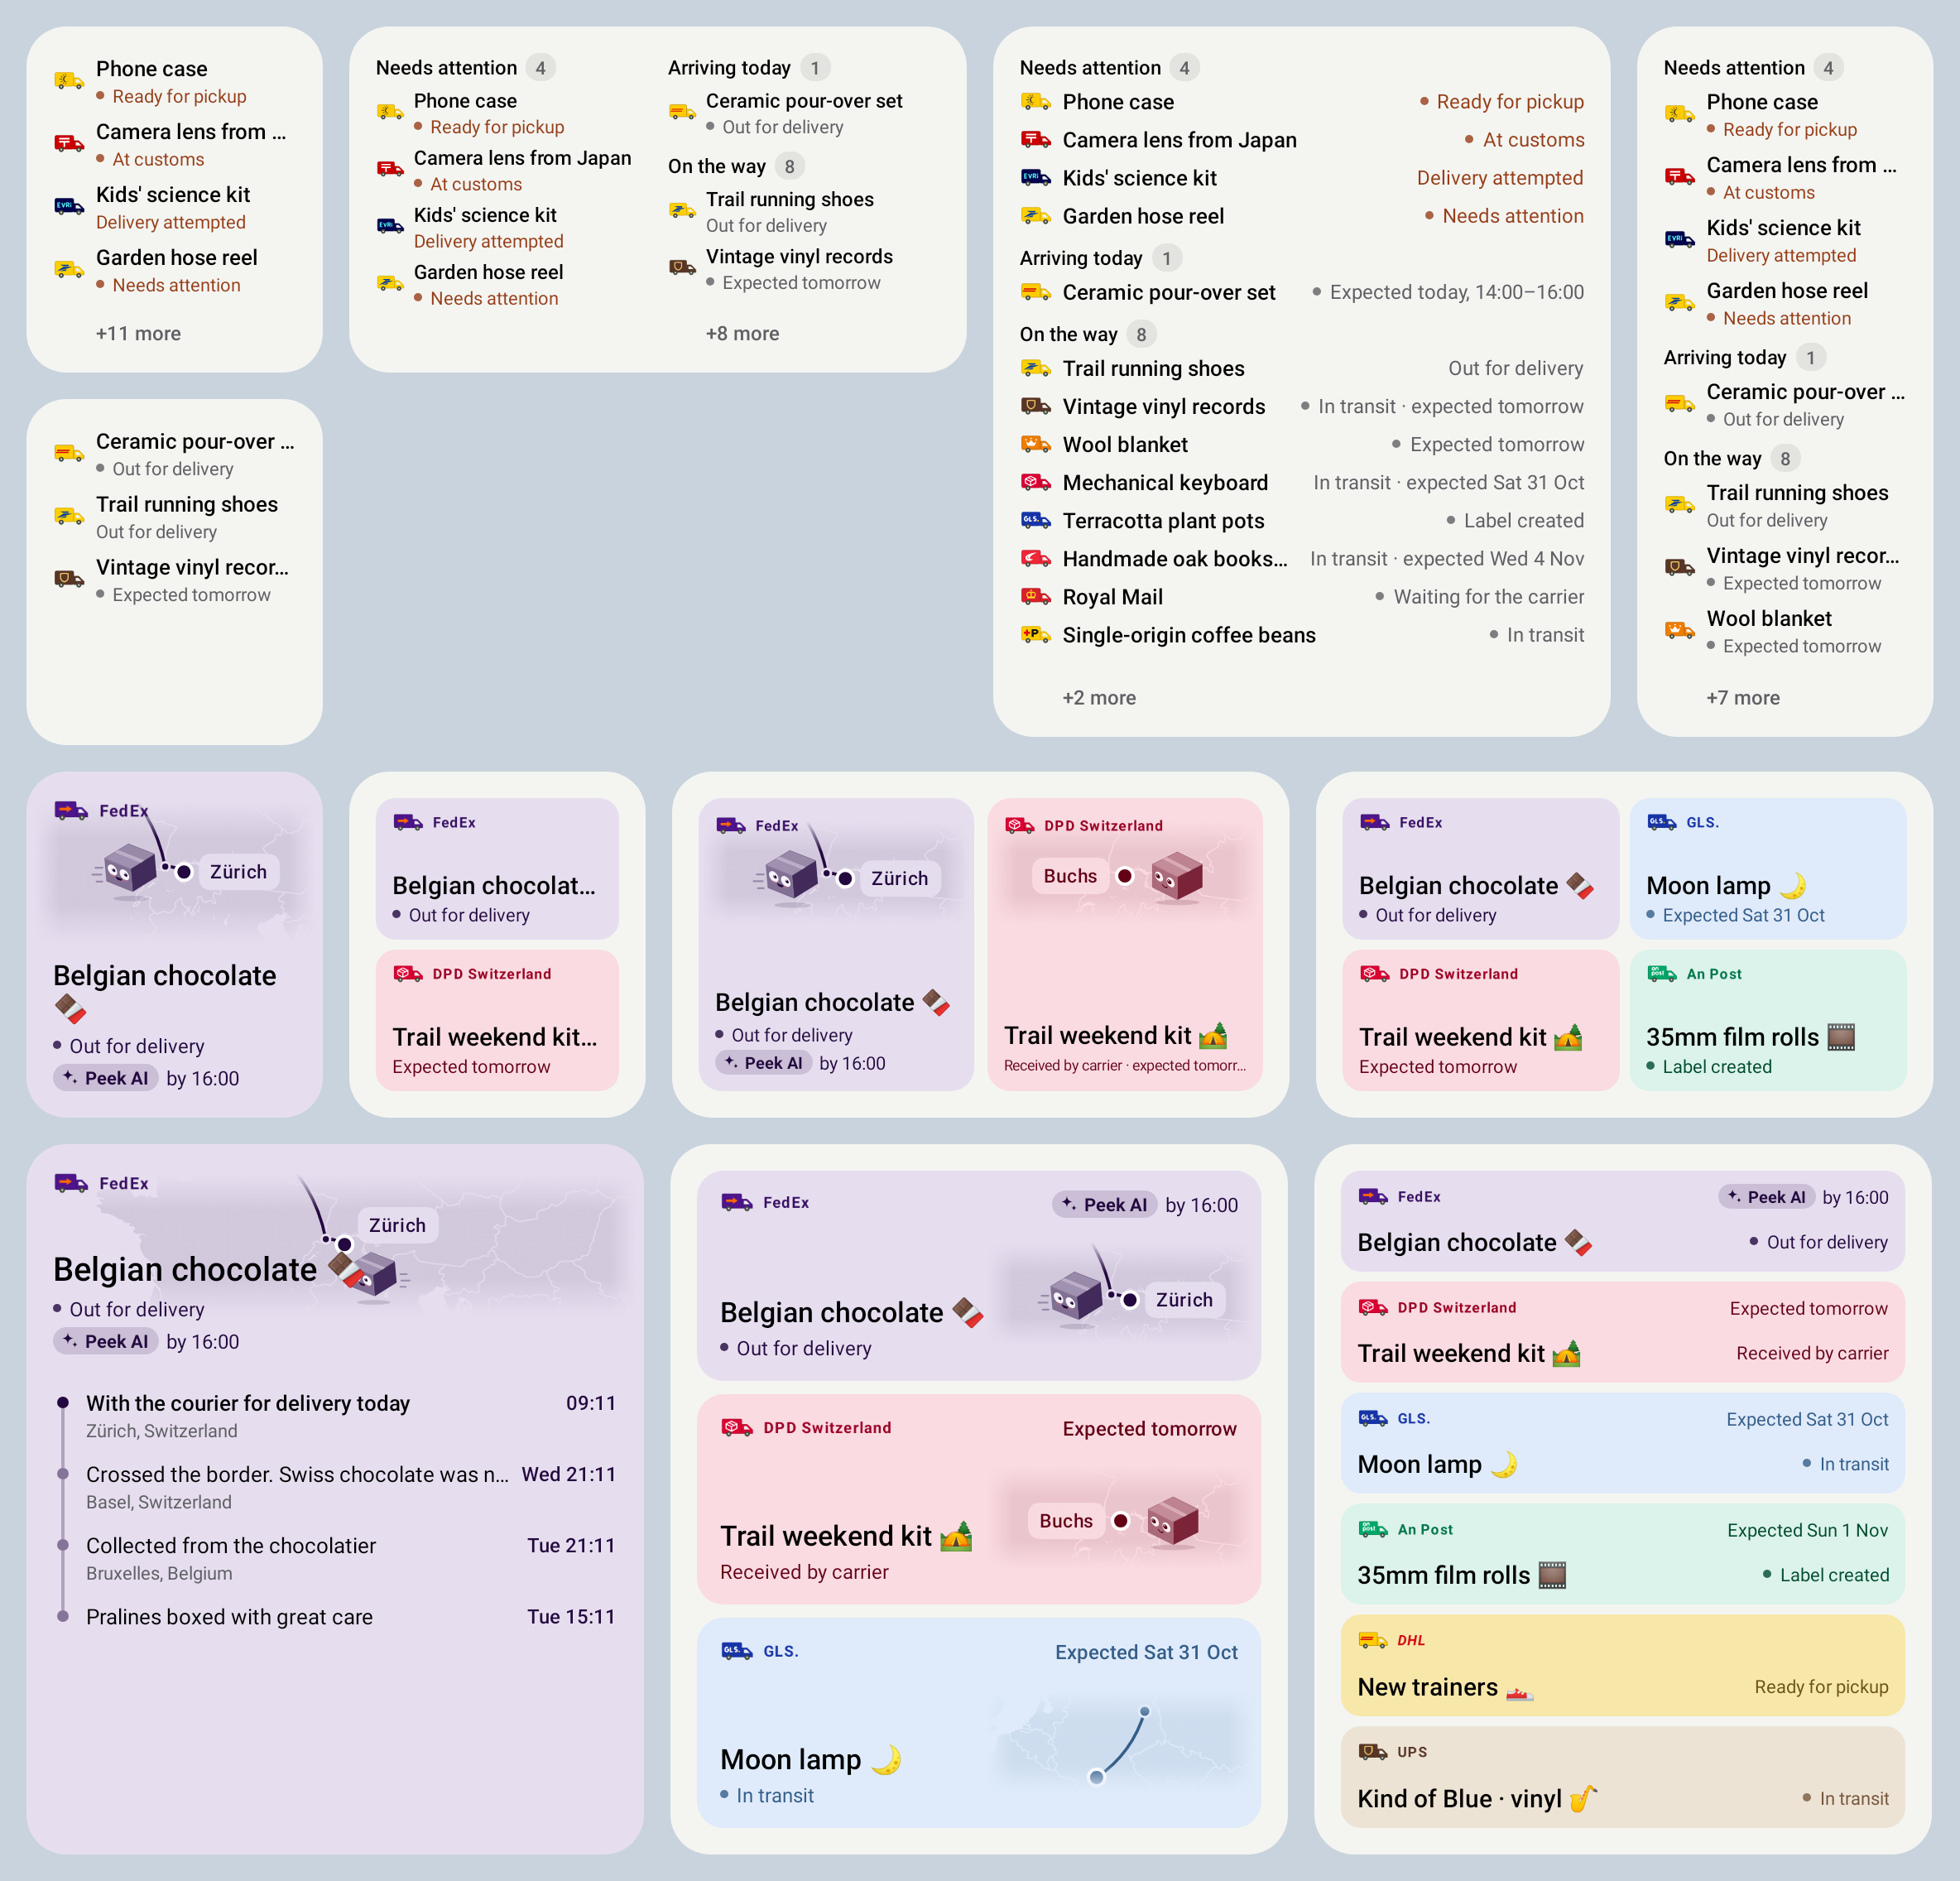 Phone case
Ready for pickup
Camera lens from ...
At customs
Kids' science kit
Delivery attempted
Garden hose reel
Needs attention
+11 more
Needs attention 4
Phone case
Ready for pickup
Camera lens from Japan
At customs
Kids' science kit
Delivery attempted
Garden hose reel
Needs attention
Arriving today 1
Ceramic pour-over set
Out for delivery
On the way 8
Trail running shoes
Out for delivery
Vintage vinyl records
Expected tomorrow
+8 more
Needs attention 4
Phone case Ready for pickup
Camera lens from Japan At customs
EVRi Kids' science kit Delivery attempted
Garden hose reel Needs attention
Arriving today 1
Ceramic pour-over set Expected today, 14:00–16:00
On the way 8
Trail running shoes Out for delivery
Vintage vinyl records In transit · expected tomorrow
Wool blanket Expected tomorrow
Mechanical keyboard In transit · expected Sat 31 Oct
GLS. Terracotta plant pots Label created
Handmade oak books... In transit · expected Wed 4 Nov
Royal Mail Waiting for the carrier
+P Single-origin coffee beans In transit
+2 more
Needs attention 4
Phone case
Ready for pickup
Camera lens from ...
At customs
Kids' science kit
Delivery attempted
Garden hose reel
Needs attention
Arriving today 1
Ceramic pour-over ...
Out for delivery
On the way 8
Trail running shoes
Out for delivery
Vintage vinyl recor...
Expected tomorrow
Wool blanket
Expected tomorrow
+7 more
Ceramic pour-over ...
Out for delivery
Trail running shoes
Out for delivery
Vintage vinyl recor...
Expected tomorrow
FedEx
Zürich
Belgian chocolate 🍫
Out for delivery
Peek AI by 16:00
FedEx
Belgian chocolat...
Out for delivery
DPD Switzerland
Trail weekend kit...
Expected tomorrow
FedEx
Zürich
Belgian chocolate 🍫
Out for delivery
Peek AI by 16:00
DPD Switzerland
Buchs
Trail weekend kit 🏕️
Received by carrier · expected tomorr...
FedEx
Belgian chocolate 🍫
Out for delivery
GLS. GLS.
Moon lamp 🌙
Expected Sat 31 Oct
DPD Switzerland
Trail weekend kit 🏕️
Expected tomorrow
an post An Post
35mm film rolls 🎞️
Label created
FedEx
Zürich
Belgian chocolate 🍫
Out for delivery
Peek AI by 16:00
With the courier for delivery today 09:11
Zürich, Switzerland
Crossed the border. Swiss chocolate was n... Wed 21:11
Basel, Switzerland
Collected from the chocolatier Tue 21:11
Bruxelles, Belgium
Pralines boxed with great care Tue 15:11
FedEx Peek AI by 16:00
Zürich
Belgian chocolate 🍫
Out for delivery
DPD Switzerland Expected tomorrow
Buchs
Trail weekend kit 🏕️
Received by carrier
GLS. GLS. Expected Sat 31 Oct
Moon lamp 🌙
In transit
FedEx Peek AI by 16:00
Belgian chocolate 🍫 Out for delivery
DPD Switzerland Expected tomorrow
Trail weekend kit 🏕️ Received by carrier
GLS. GLS. Expected Sat 31 Oct
Moon lamp 🌙 In transit
an post An Post Expected Sun 1 Nov
35mm film rolls 🎞️ Label created
DHL
New trainers 👟 Ready for pickup
UPS
Kind of Blue · vinyl 🎷 In transit